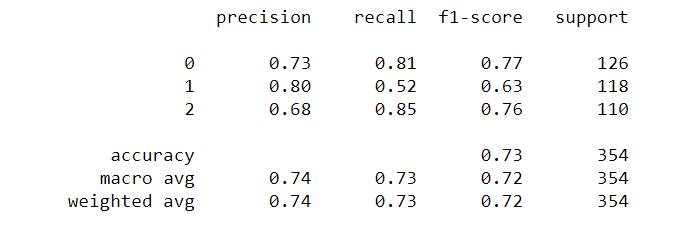 precision recall f1-score support
0 0.73 0.81 0.77 126
1 0.80 0.52 0.63 118
2 0.68 0.85 0.76 110
accuracy 0.73 354
macro avg 0.74 0.73 0.72 354
weighted avg 0.74 0.73 0.72 354